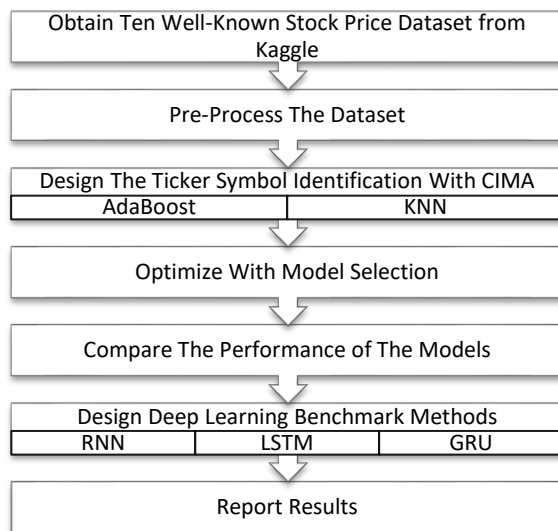 Obtain Ten Well-Known Stock Price Dataset from
Kaggle
Pre-Process The Dataset
Design The Ticker Symbol Identification With CIMA
AdaBoost
KNN
Optimize With Model Selection
Compare The Performance of The Models
Design Deep Learning Benchmark Methods
RNN
LSTM
GRU
Report Results